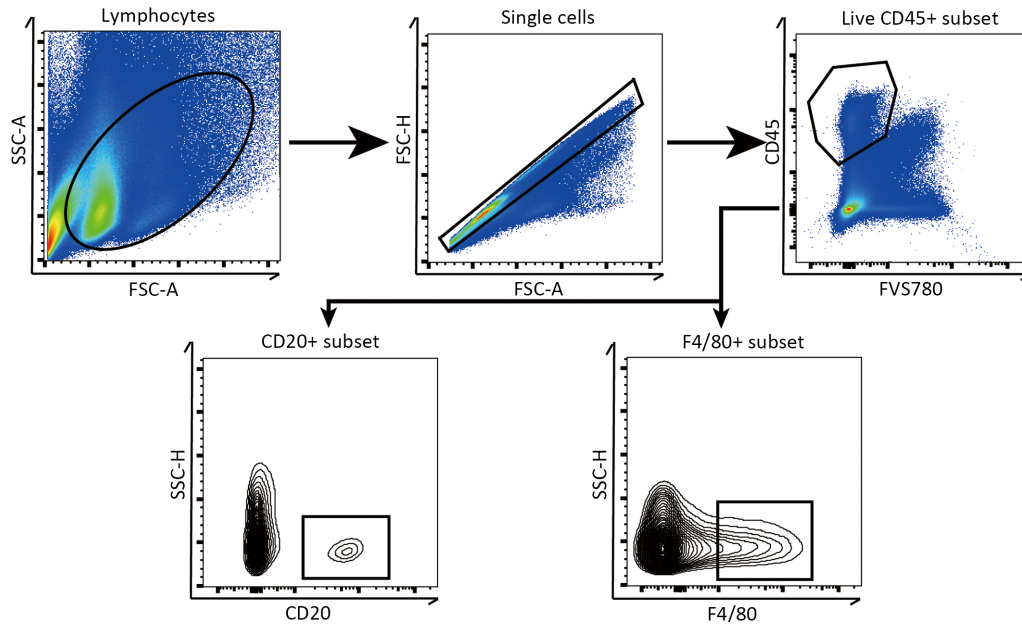 Lymphocytes
Single cells
Live CD45+ subset
SSC-A
FSC-H
CD45
FSC-A
FSC-A
FVS780
CD20+ subset
F4/80+ subset
SSC-H
SSC-H
CD20
F4/80